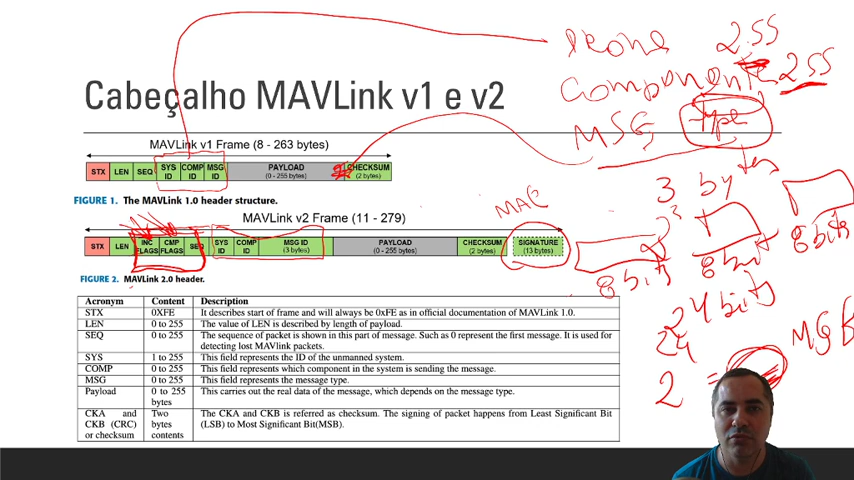 Drone 255
Componente 255
MSG type
Cabeçalho MAVLink v1 e v2
MAVLink v1 Frame (8 - 263 bytes)
STX LEN SEQ SYS ID COMP ID MSG ID PAYLOAD (0 - 255 bytes) CHECKSUM (2 bytes)
3 bytes
FIGURE 1. The MAVLink 1.0 header structure.
MAC
MAVLink v2 Frame (11 - 279)
STX LEN INC FLAGS CMP FLAGS SEQ SYS ID COMP ID MSG ID (3 bytes) PAYLOAD (0 - 255 bytes) CHECKSUM (2 bytes) SIGNATURE (13 bytes)
8 bits 8 bits 8 bits
FIGURE 2. MAVLink 2.0 header.
24 bits
2 24 =
MSG
Acronym Content Description
STX 0XFE It describes start of frame and will always be 0xFE as in official documentation of MAVLink 1.0.
LEN 0 to 255 The value of LEN is described by length of payload.
SEQ 0 to 255 The sequence of packet is shown in this part of message. Such as 0 represent the first message. It is used for
detecting lost MAVlink packets.
SYS 1 to 255 This field represents the ID of the unmanned system.
COMP 0 to 255 This field represents which component in the system is sending the message.
MSG 0 to 255 This field represents the message type.
Payload 0 to 255 bytes This carries out the real data of the message, which depends on the message type.
CKA and CKB (CRC) or checksum Two bytes contents The CKA and CKB is referred as checksum. The signing of packet happens from Least Significant Bit
(LSB) to Most Significant Bit(MSB).